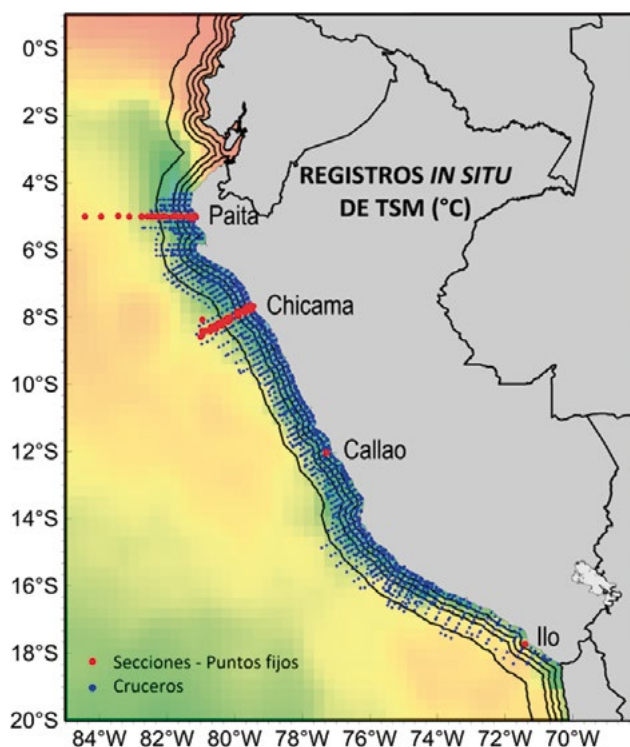 0°S
2°S
4°S
6°S
8°S
10°S
12°S
14°S
16°S
18°S
20°S
REGISTROS IN SITU
DE TSM (°C)
Paita
Chicama
Callao
Ilo
Secciones - Puntos fijos
Cruceros
84°W 82°W 80°W 78°W 76°W 74°W 72°W 70°W